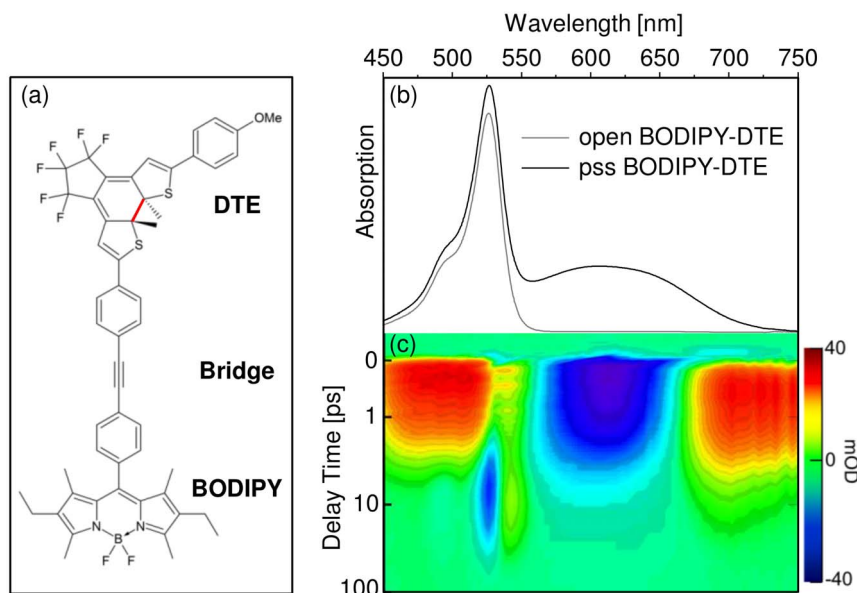 (a)
OMe
F F
F
F
F
F
S
DTE
S
Bridge
BODIPY
N N
B
F F
Wavelength [nm]
450 500 550 600 650 700 750
(b)
Absorption
open BODIPY-DTE
pss BODIPY-DTE
(c)
Delay Time [ps]
0
1
10
100
40
0
-40
mOD